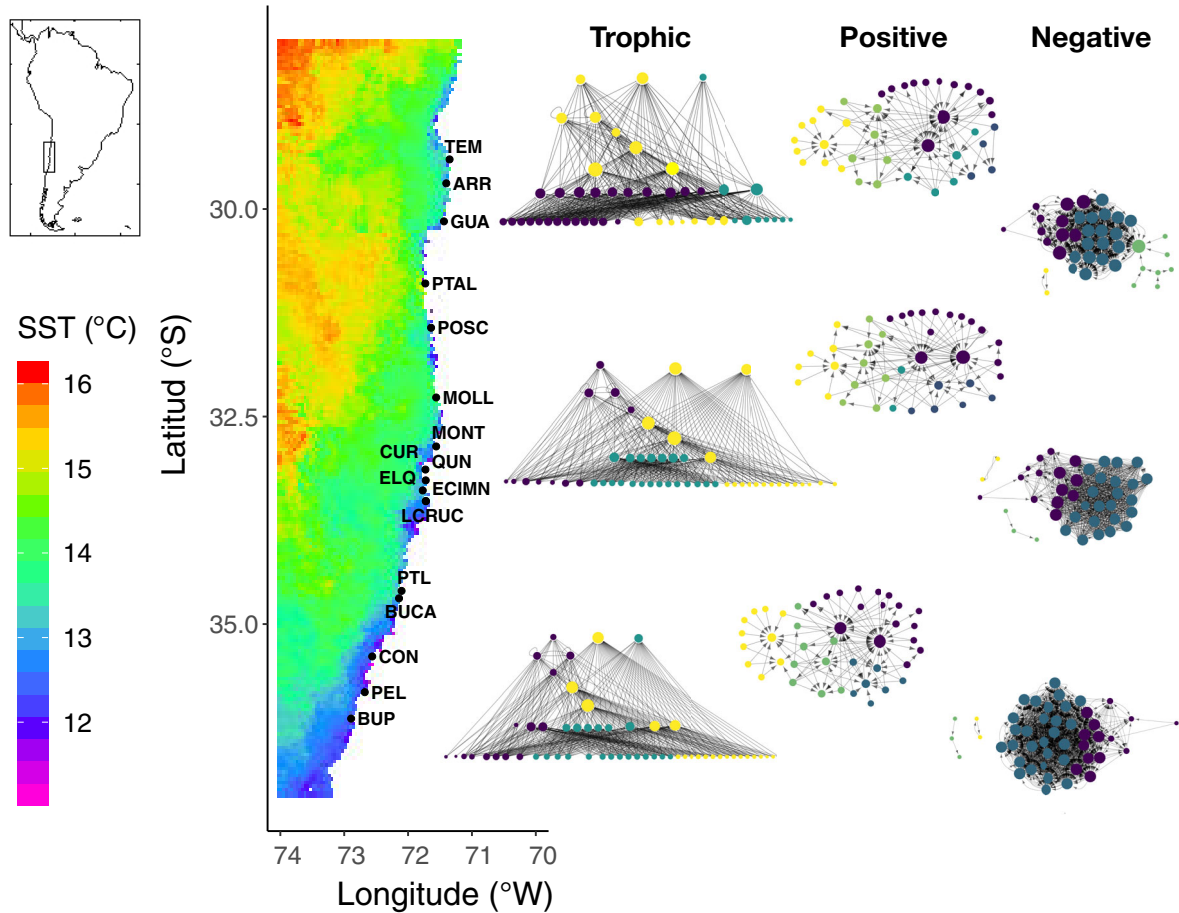 Trophic
Positive
Negative
TEM
ARR
GUA
PTAL
POSC
MOLL
MONT
CUR
QUN
ELQ
ECIMN
LCRUC
PTL
BUCA
CON
PEL
BUP
SST (°C)
16
15
14
13
12
Latitud (°S)
30.0
32.5
35.0
74 73 72 71 70
Longitude (°W)